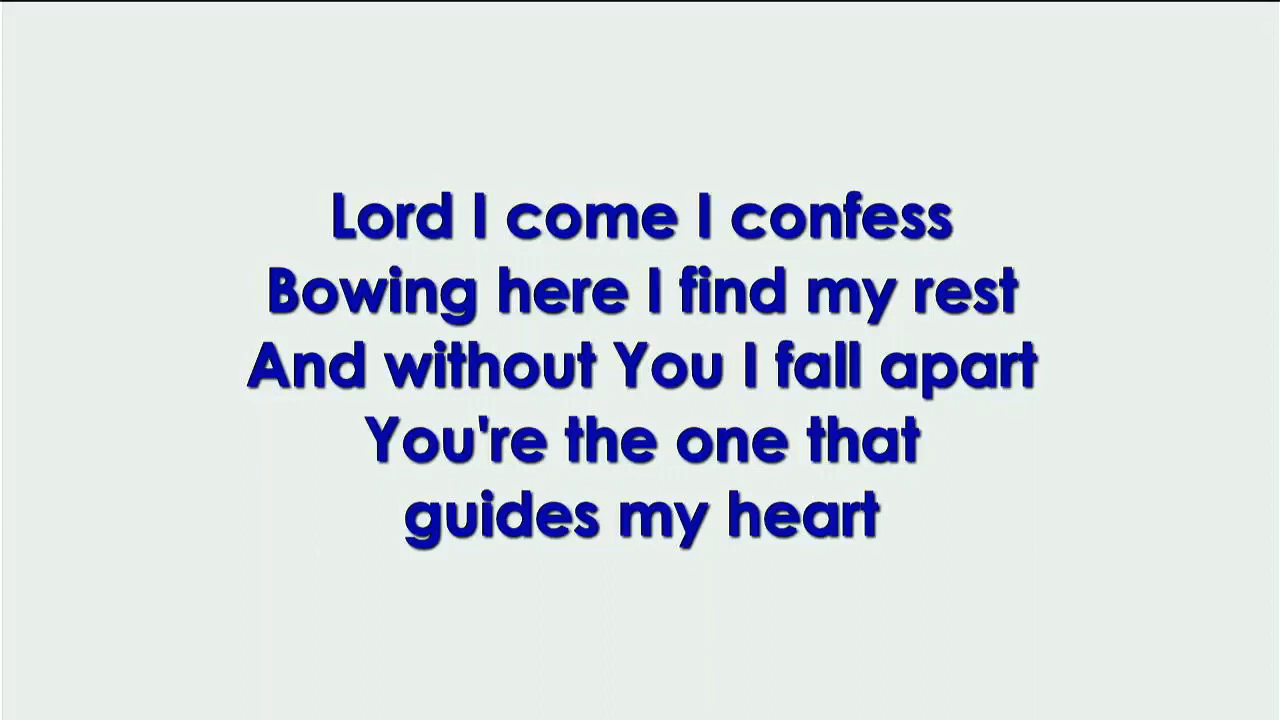 Lord I come I confess
Bowing here I find my rest
And without You I fall apart
You're the one that
guides my heart